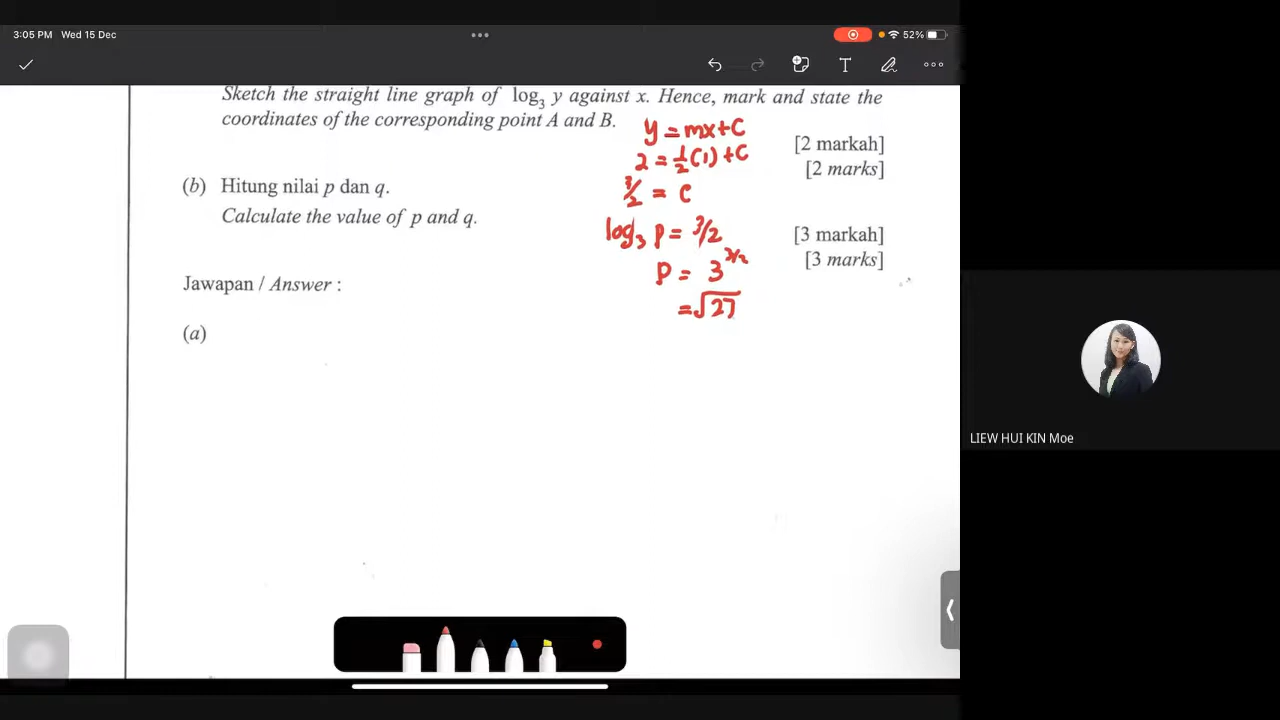 3:05 PM Wed 15 Dec
52%
Sketch the straight line graph of log₃ y against x. Hence, mark and state the
coordinates of the corresponding point A and B.
[2 markah]
[2 marks]
y = mx+C
2 = 1/2(1) + C
3/2 = C
(b) Hitung nilai p dan q.
Calculate the value of p and q.
[3 markah]
[3 marks]
log₃ P = 3/2
P = 3^3/2
= √27
Jawapan / Answer :
(a)
LIEW HUI KIN Moe